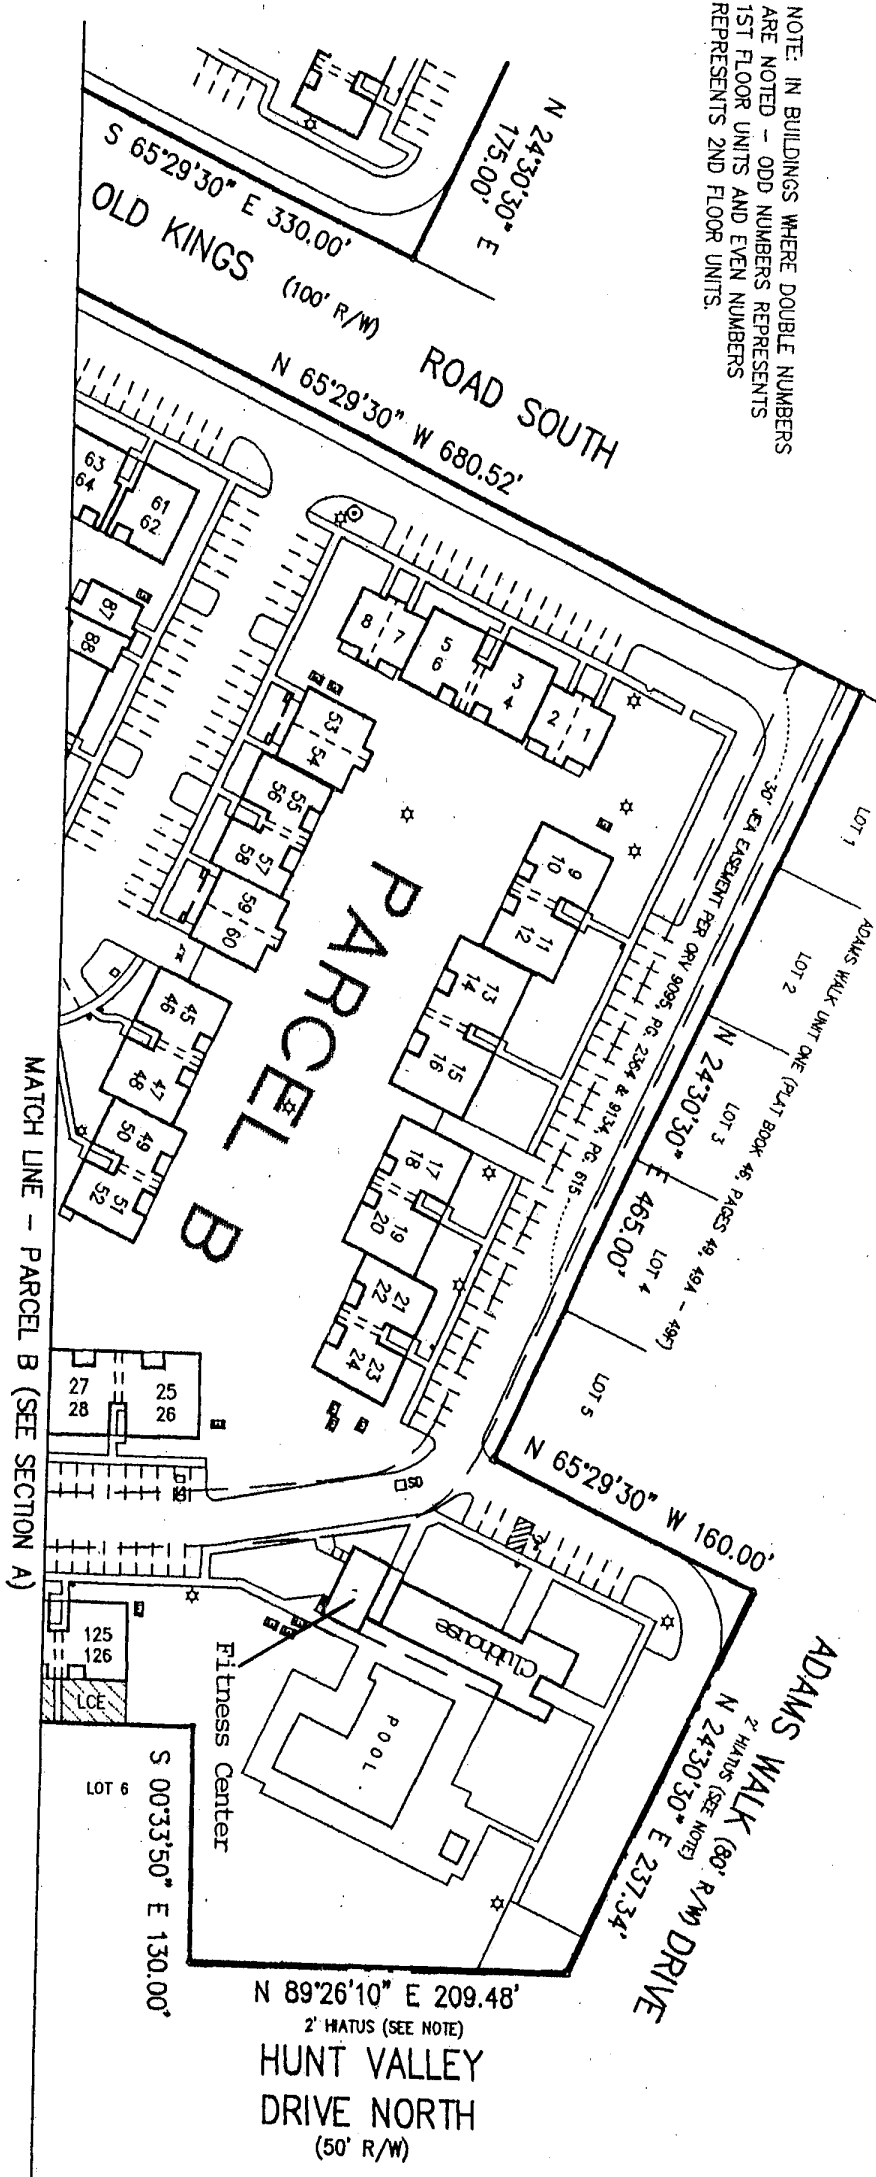 NOTE: IN BUILDINGS WHERE DOUBLE NUMBERS
ARE NOTED - ODD NUMBERS REPRESENTS
1ST FLOOR UNITS AND EVEN NUMBERS
REPRESENTS 2ND FLOOR UNITS.
N 24°30'30" E
175.00'
S 65°29'30" E 330.00'
OLD KINGS (100' R/W) ROAD SOUTH
N 65°29'30" W 680.52'
63
64
61
62
87
88
8
7
5
6
3
4
2
1
53
54
55
56
57
58
59
60
9
10
11
12
13
14
15
16
17
18
19
20
21
22
23
24
45
46
47
48
49
50
51
52
PARCEL B
30' JEA EASEMENT PER ORV 9095, PG. 2364 & 9134, PG. 615
LOT 1
LOT 2
LOT 3
LOT 4
LOT 5
ADAMS WALK UNIT ONE (PLAT BOOK 46, PAGES 49, 49A - 49F)
N 24°30'30" E 465.00'
N 65°29'30" W 160.00'
27
28
25
26
SD
MATCH LINE - PARCEL B (SEE SECTION A)
125
126
LCE
Clubhouse
Fitness Center
POOL
ADAMS WALK (80' R/W) DRIVE
2' HIATUS (SEE NOTE)
N 24°30'30" E 237.34'
LOT 6
S 00°33'50" E 130.00'
N 89°26'10" E 209.48'
2' HIATUS (SEE NOTE)
HUNT VALLEY
DRIVE NORTH
(50' R/W)